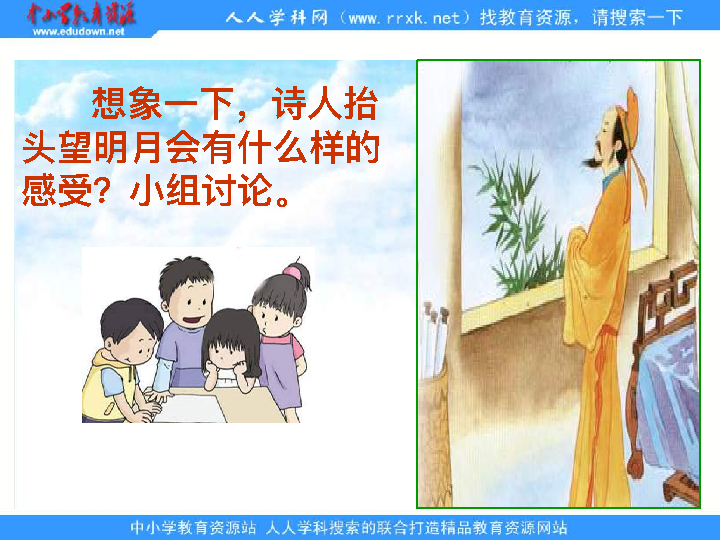 中小学教育资源
www.edudown.net
人人学科网（www.rrxk.net）找教育资源，请搜索一下
想象一下，诗人抬
头望明月会有什么样的
感受？小组讨论。
中小学教育资源站 人人学科搜索的联合打造精品教育资源网站